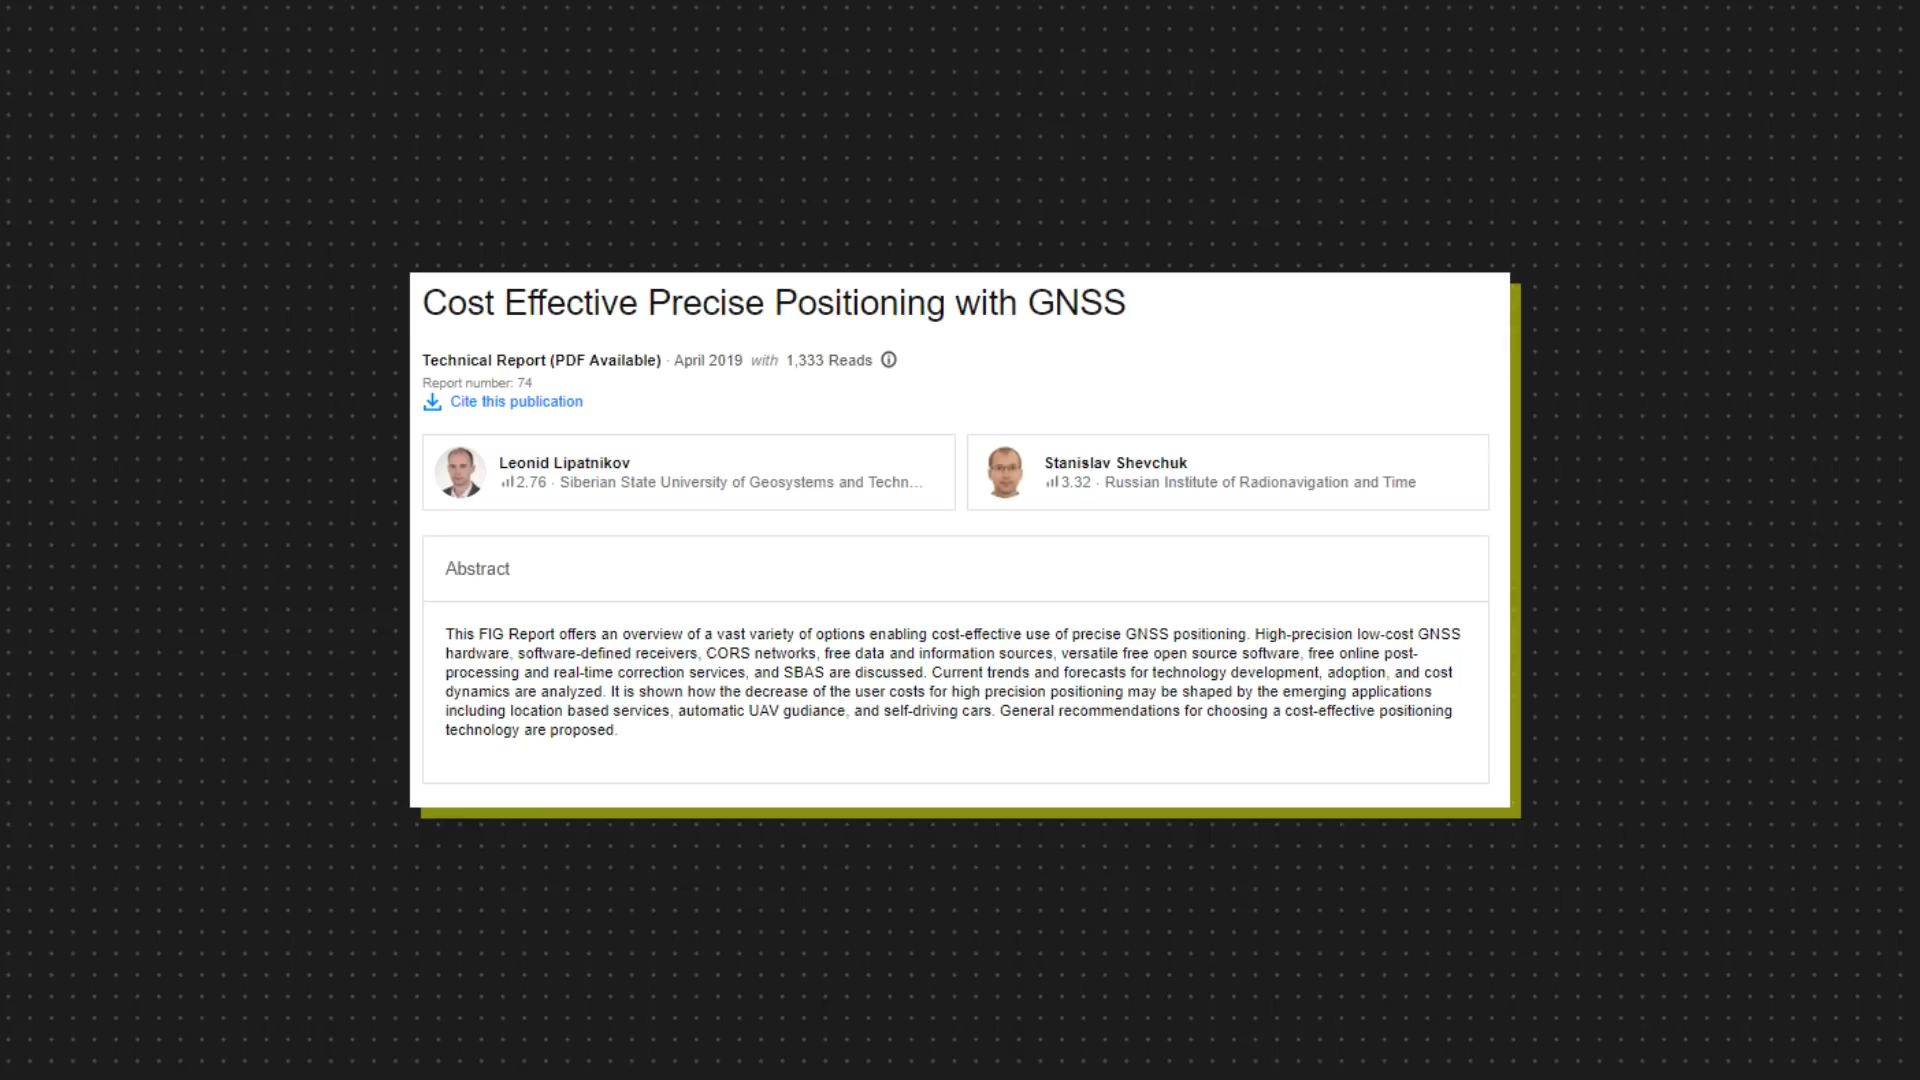 Cost Effective Precise Positioning with GNSS
Technical Report (PDF Available) · April 2019 with 1,333 Reads
Report number: 74
Cite this publication
Leonid Lipatnikov
2.76 · Siberian State University of Geosystems and Techn...
Stanislav Shevchuk
3.32 · Russian Institute of Radionavigation and Time
Abstract
This FIG Report offers an overview of a vast variety of options enabling cost-effective use of precise GNSS positioning. High-precision low-cost GNSS
hardware, software-defined receivers, CORS networks, free data and information sources, versatile free open source software, free online post-
processing and real-time correction services, and SBAS are discussed. Current trends and forecasts for technology development, adoption, and cost
dynamics are analyzed. It is shown how the decrease of the user costs for high precision positioning may be shaped by the emerging applications
including location based services, automatic UAV gudiance, and self-driving cars. General recommendations for choosing a cost-effective positioning
technology are proposed.